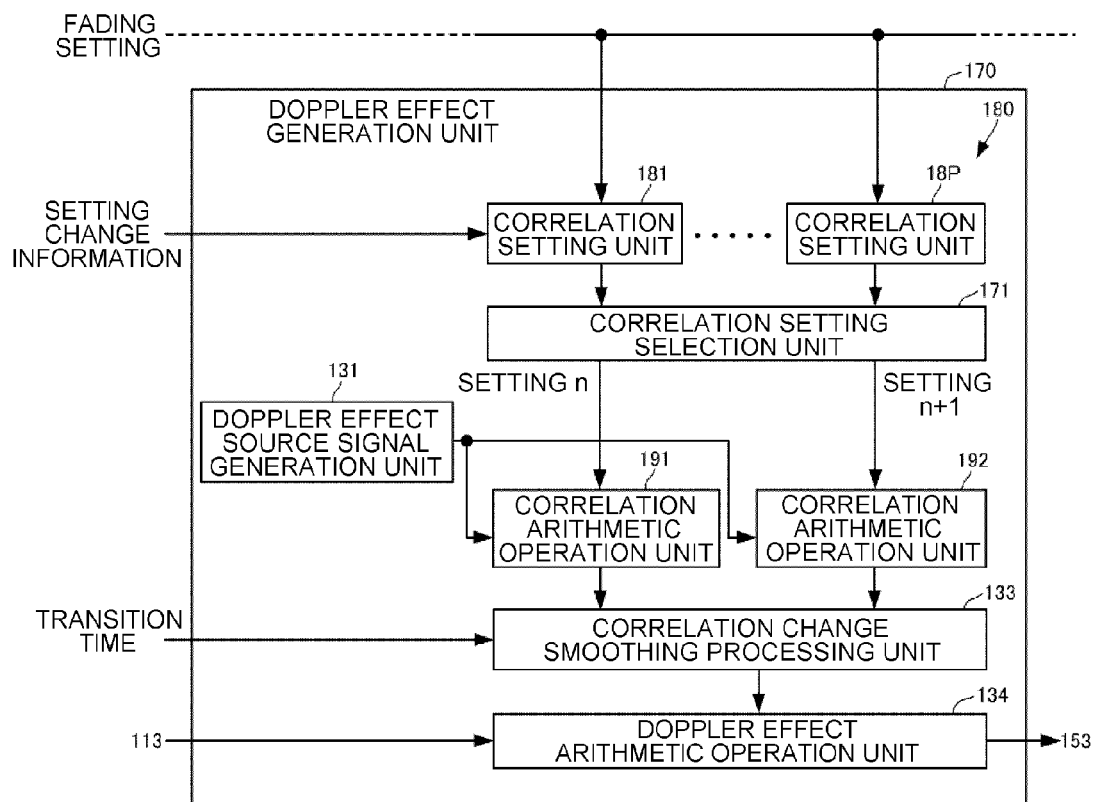 FADING
SETTING
170
DOPPLER EFFECT
GENERATION UNIT
180
181
18P
SETTING
CHANGE
INFORMATION
CORRELATION
SETTING UNIT
CORRELATION
SETTING UNIT
171
CORRELATION SETTING
SELECTION UNIT
131
SETTING n
SETTING
n+1
DOPPLER EFFECT
SOURCE SIGNAL
GENERATION UNIT
191
192
CORRELATION
ARITHMETIC
OPERATION UNIT
CORRELATION
ARITHMETIC
OPERATION UNIT
TRANSITION
TIME
133
CORRELATION CHANGE
SMOOTHING PROCESSING UNIT
134
113
DOPPLER EFFECT
ARITHMETIC OPERATION UNIT
153